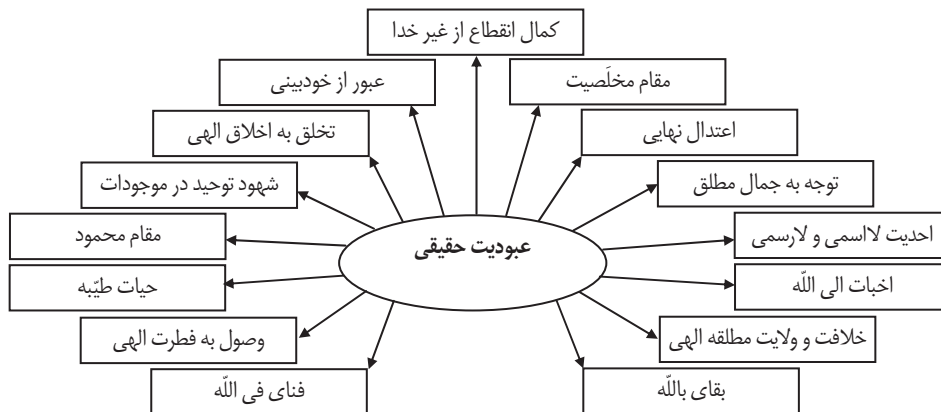 کمال انقطاع از غیر خدا
مقام مخلَصیت
عبور از خودبینی
اعتدال نهایی
تخلق به اخلاق الهی
توجه به جمال مطلق
شهود توحید در موجودات
احدیت لااسمی و لارسمی
مقام محمود
عبودیت حقیقی
اخبات الی اللّه
حیات طیّبه
خلافت و ولایت مطلقه الهی
وصول به فطرت الهی
بقای باللّه
فنای فی اللّه